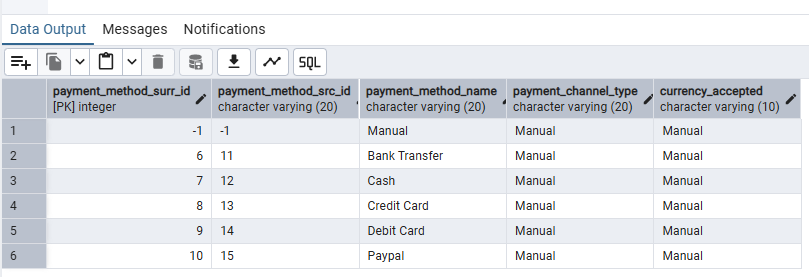 Data Output Messages Notifications
SQL
payment_method_surr_id payment_method_src_id payment_method_name payment_channel_type currency_accepted
[PK] integer character varying (20) character varying (20) character varying (20) character varying (10)
1 -1 -1 Manual Manual Manual
2 6 11 Bank Transfer Manual Manual
3 7 12 Cash Manual Manual
4 8 13 Credit Card Manual Manual
5 9 14 Debit Card Manual Manual
6 10 15 Paypal Manual Manual